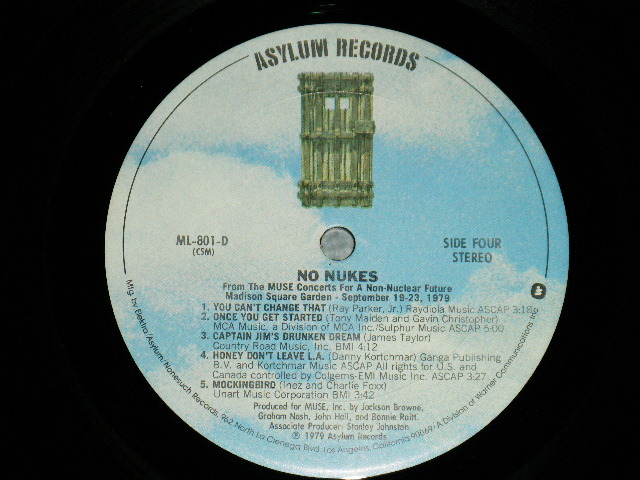 ASYLUM RECORDS
ML-801-D
(CSM)
SIDE FOUR
STEREO
NO NUKES
From The MUSE Concerts For A Non-Nuclear Future
Madison Square Garden - September 19-23, 1979
1. YOU CAN'T CHANGE THAT (Ray Parker, Jr.) Raydiola Music ASCAP 3:18
2. ONCE YOU GET STARTED (Tony Maiden and Gavin Christopher)
MCA Music, a Division of MCA Inc./Sulphur Music ASCAP 5:00
3. CAPTAIN JIM'S DRUNKEN DREAM (James Taylor)
Country Road Music, Inc. BMI 4:12
4. HONEY DON'T LEAVE L.A. (Danny Kortchmar) Ganga Publishing
B.V. and Kortchmar Music ASCAP All rights for U.S. and
Canada controlled by Colgems-EMI Music Inc. ASCAP 3:27
5. MOCKINGBIRD (Inez and Charlie Foxx)
Unart Music Corporation BMI 3:42
Produced for MUSE, Inc. by Jackson Browne,
Graham Nash, John Hall, and Bonnie Raitt.
Associate Producer: Stanley Johnston
℗ 1979 Asylum Records
Mfg. by Elektra/Asylum/Nonesuch Records, 962 North La Cienega Blvd. Los Angeles, California 90069/A Division of Warner Communications Inc.